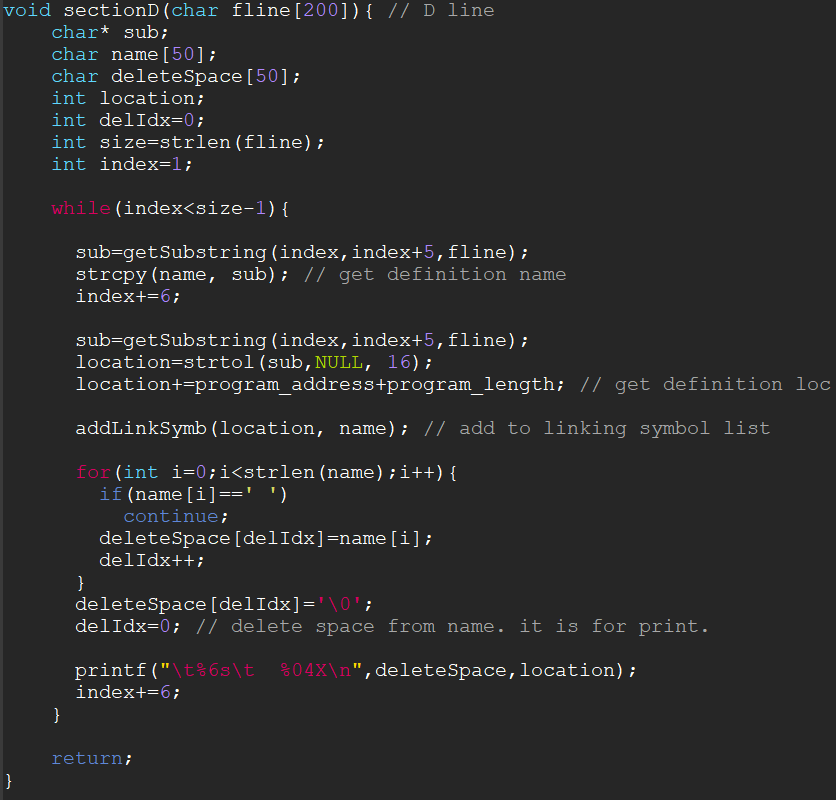 void sectionD(char fline[200]){ // D line
    char* sub;
    char name[50];
    char deleteSpace[50];
    int location;
    int delIdx=0;
    int size=strlen(fline);
    int index=1;

    while(index<size-1){

      sub=getSubstring(index,index+5,fline);
      strcpy(name, sub); // get definition name
      index+=6;

      sub=getSubstring(index,index+5,fline);
      location=strtol(sub,NULL, 16);
      location+=program_address+program_length; // get definition loc

      addLinkSymb(location, name); // add to linking symbol list

      for(int i=0;i<strlen(name);i++){
        if(name[i]==' ')
          continue;
        deleteSpace[delIdx]=name[i];
        delIdx++;
      }
      deleteSpace[delIdx]='\0';
      delIdx=0; // delete space from name. it is for print.

      printf("\t%6s\t  %04X\n",deleteSpace,location);
      index+=6;
    }

    return;
}